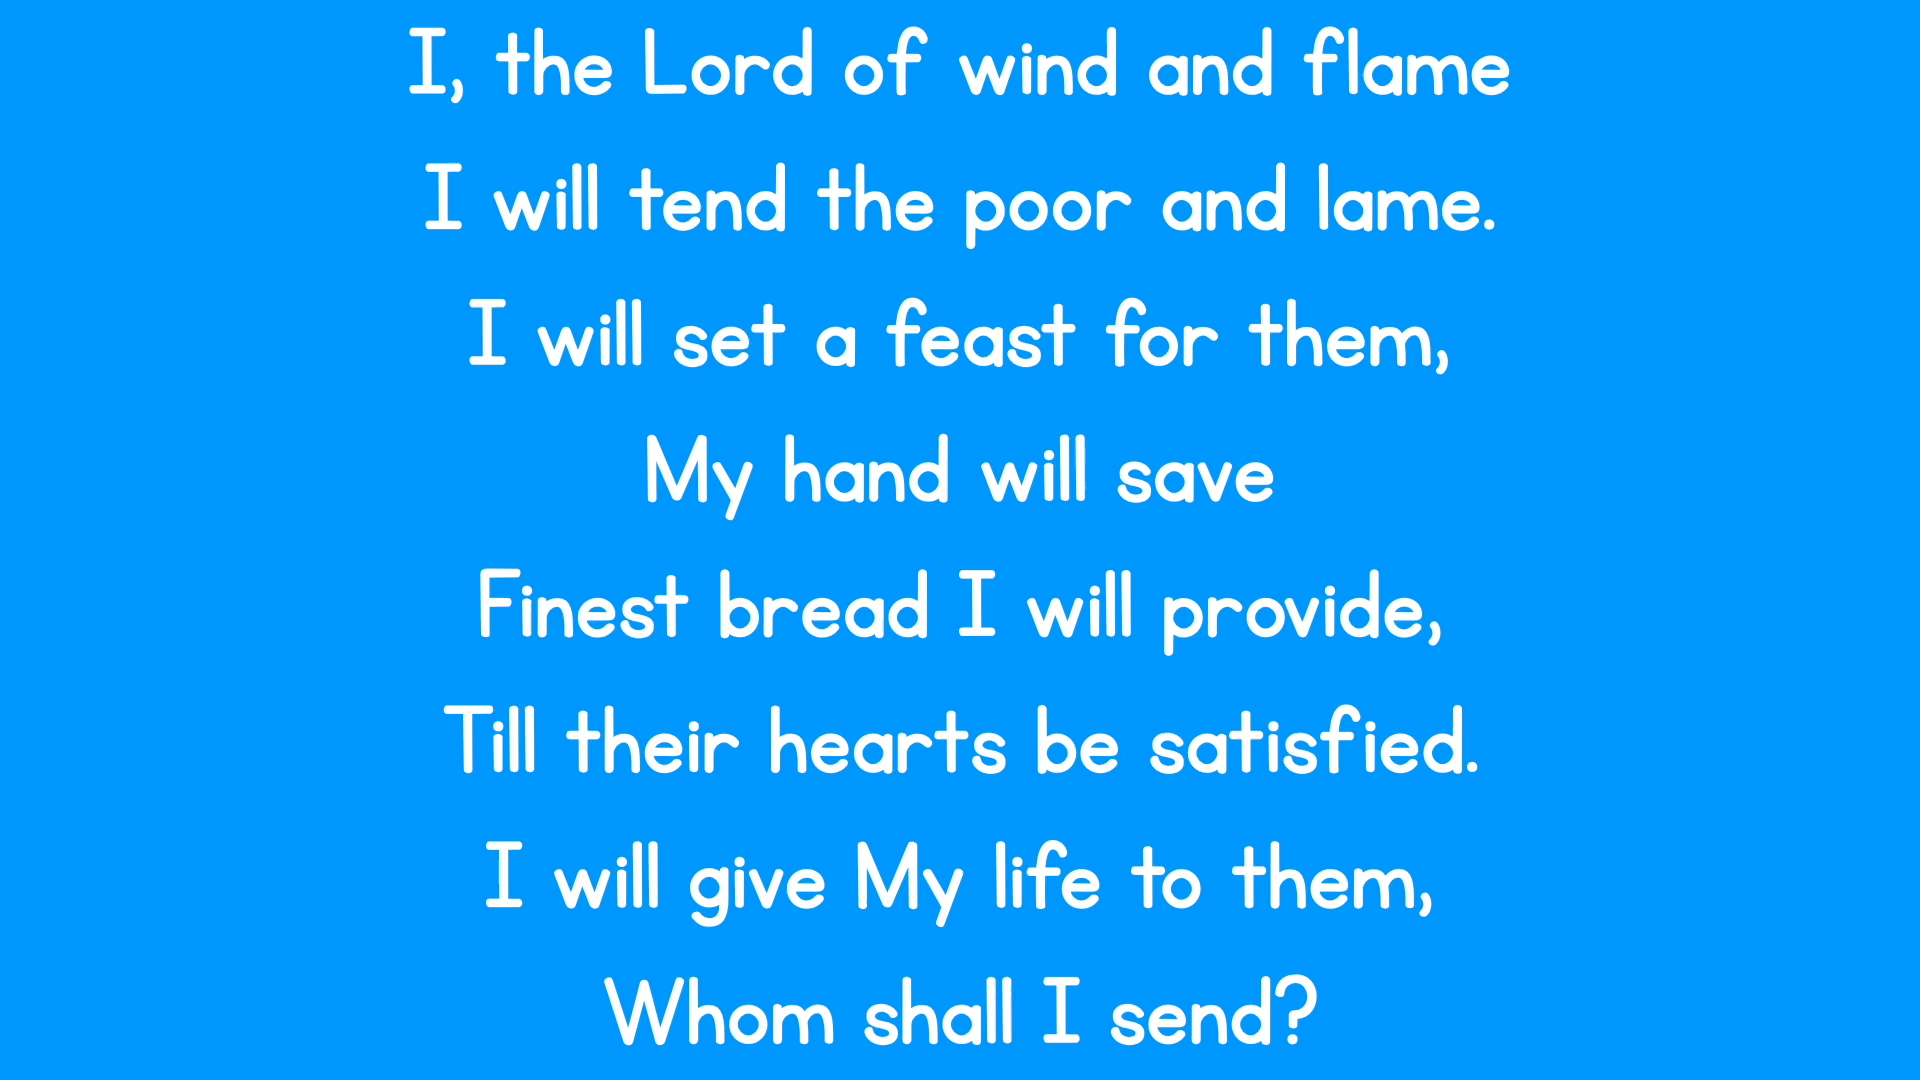 I, the Lord of wind and flame
I will tend the poor and lame.
I will set a feast for them,
My hand will save
Finest bread I will provide,
Till their hearts be satisfied.
I will give My life to them,
Whom shall I send?